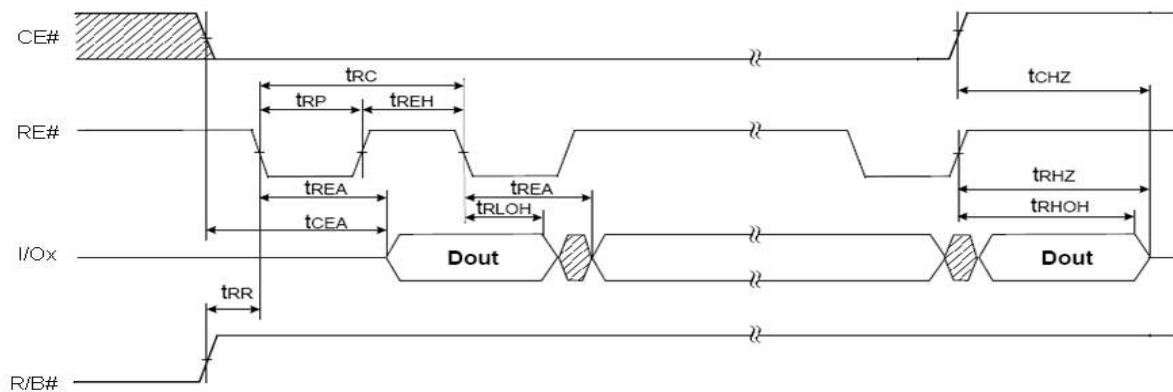 CE#
tRC
tCHZ
tRP
tREH
RE#
tREA
tREA
tRHZ
tRLOH
tRHOH
tCEA
I/Ox
Dout
Dout
tRR
R/B#